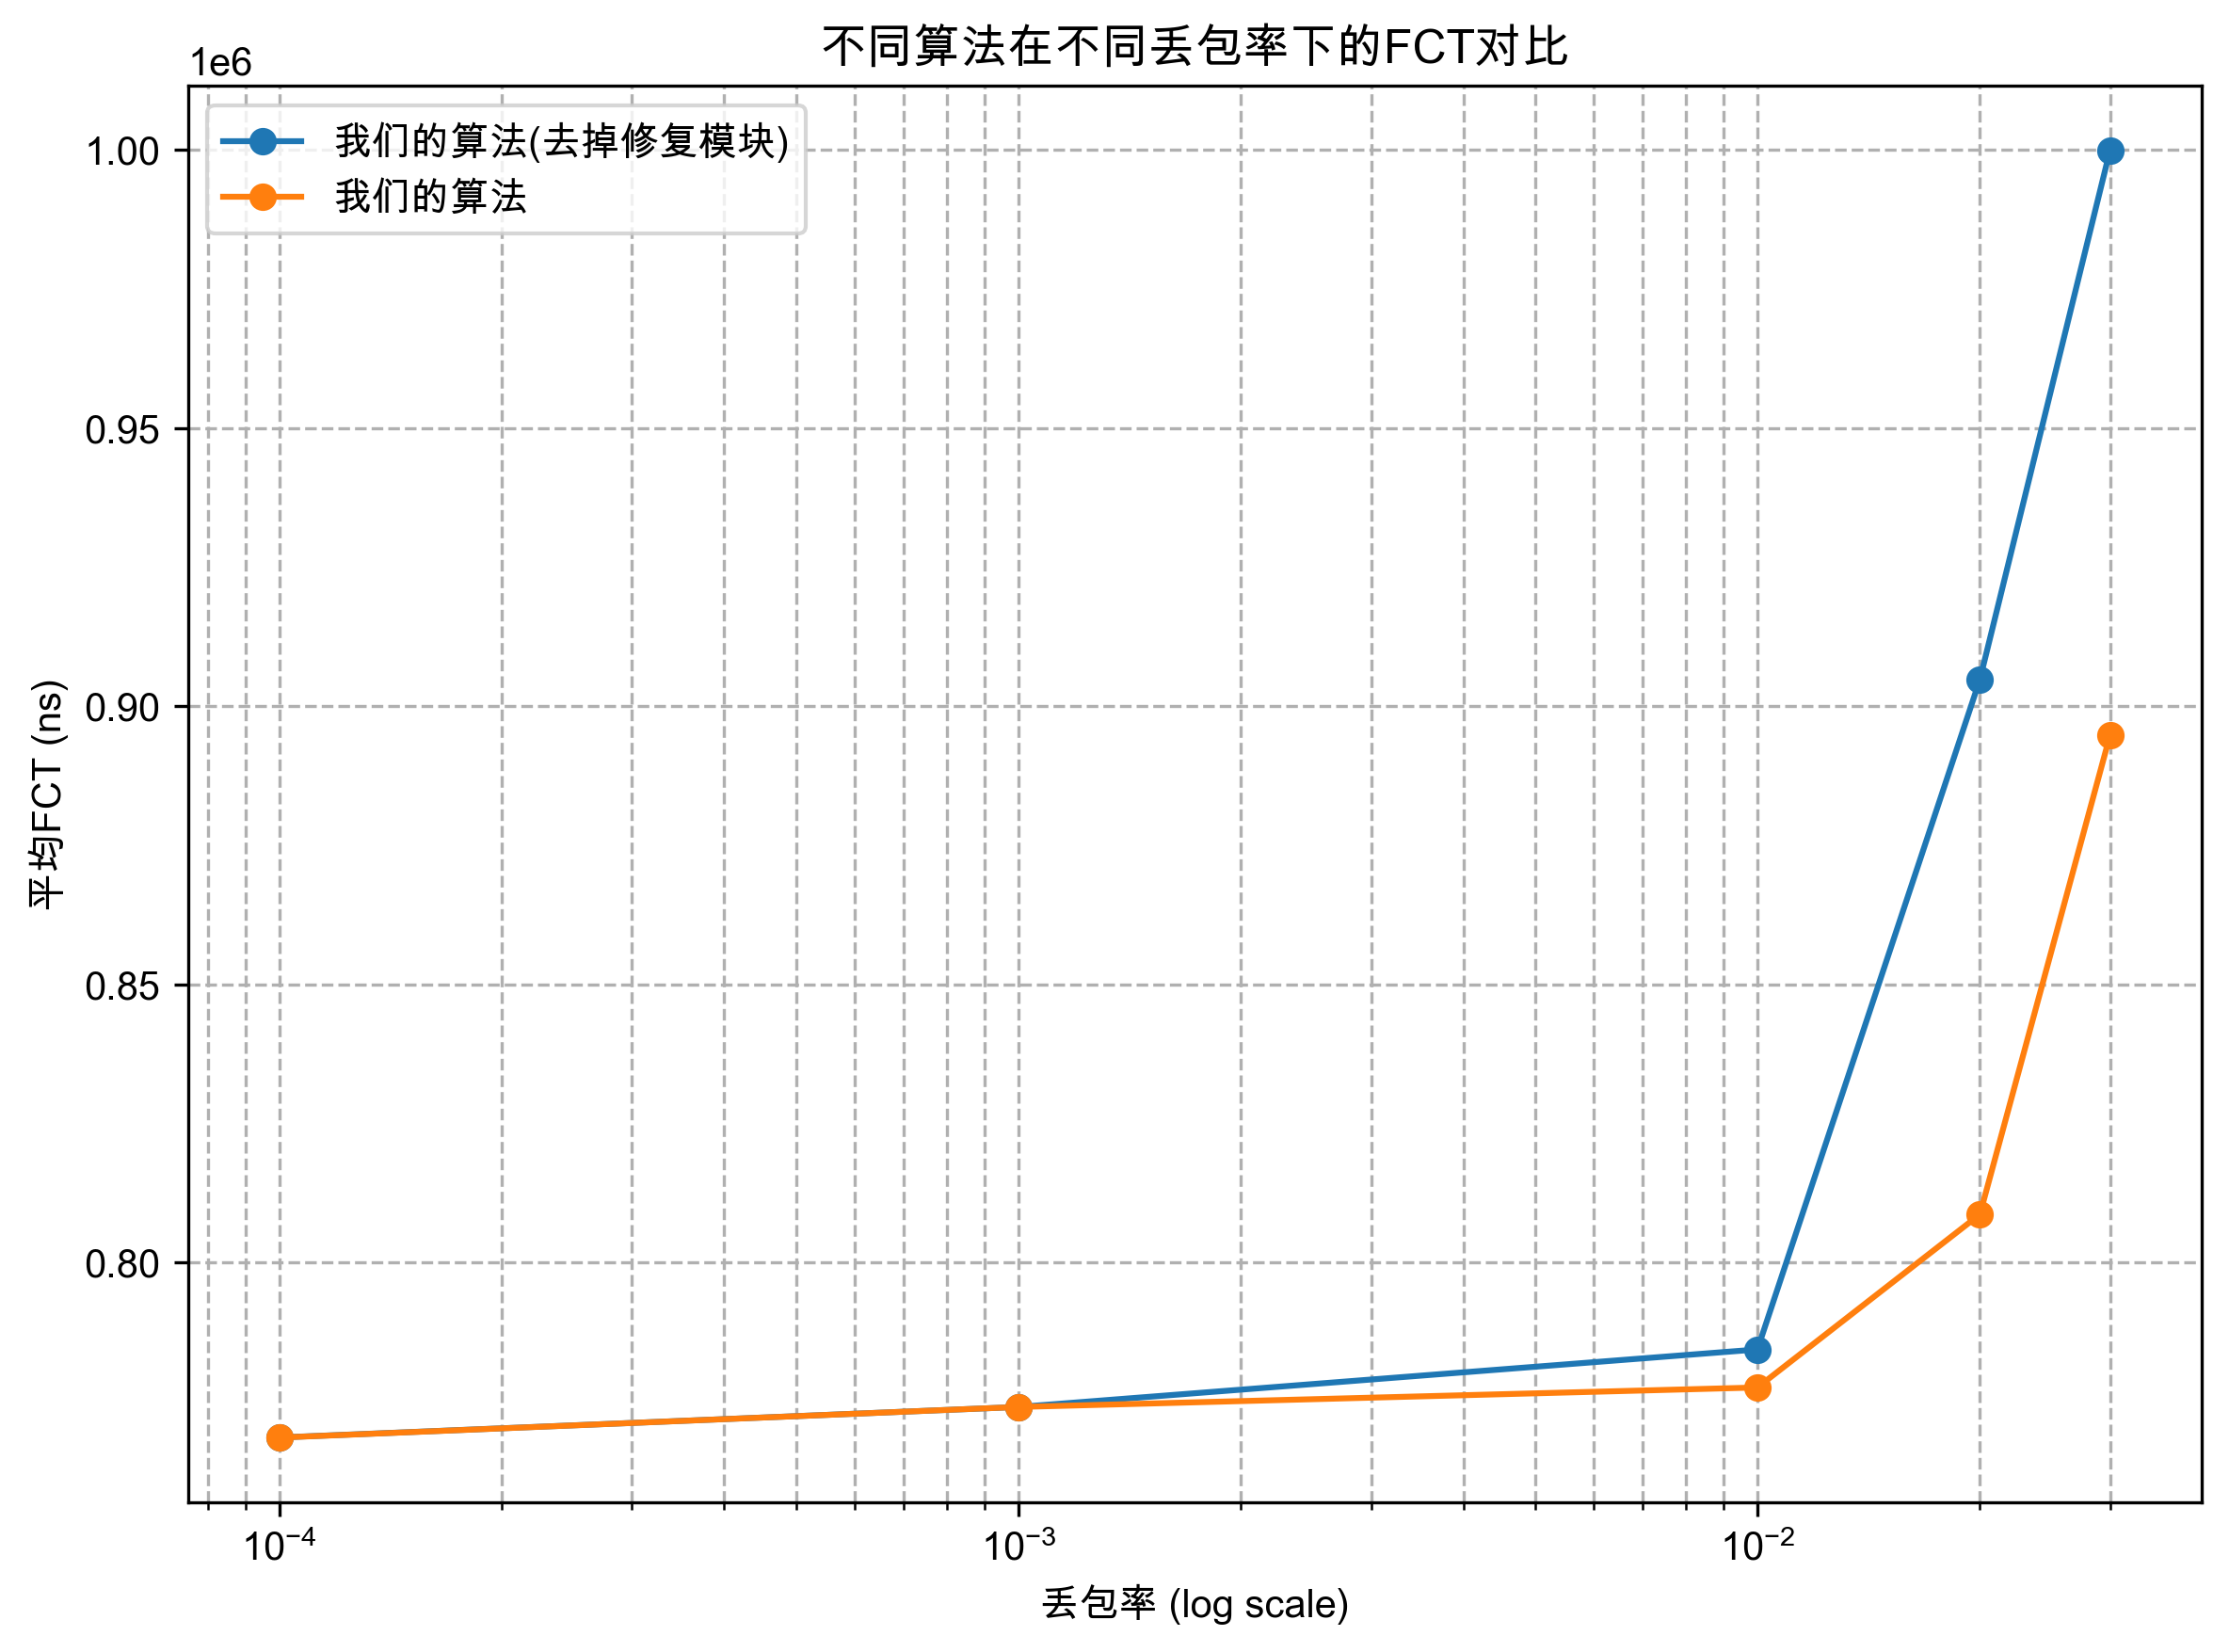 不同算法在不同丢包率下的FCT对比
1e6
我们的算法(去掉修复模块)
我们的算法
1.00
0.95
0.90
0.85
0.80
平均FCT (ns)
10⁻⁴
10⁻³
10⁻²
丢包率 (log scale)